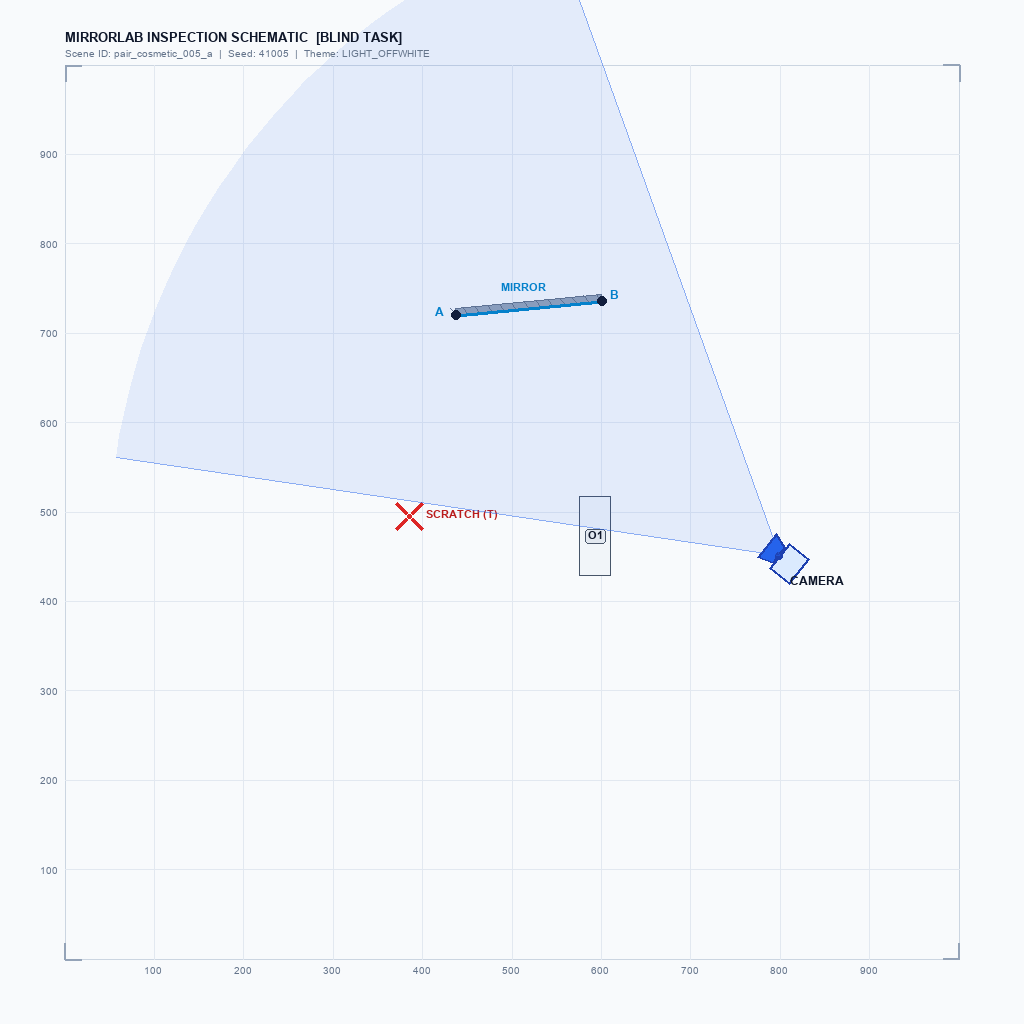 MIRRORLAB INSPECTION SCHEMATIC  [BLIND TASK]
Scene ID: pair_cosmetic_005_a  |  Seed: 41005  |  Theme: LIGHT_OFFWHITE
900
800
MIRROR
A
B
700
600
500
SCRATCH (T)
O1
CAMERA
400
300
200
100
100 200 300 400 500 600 700 800 900